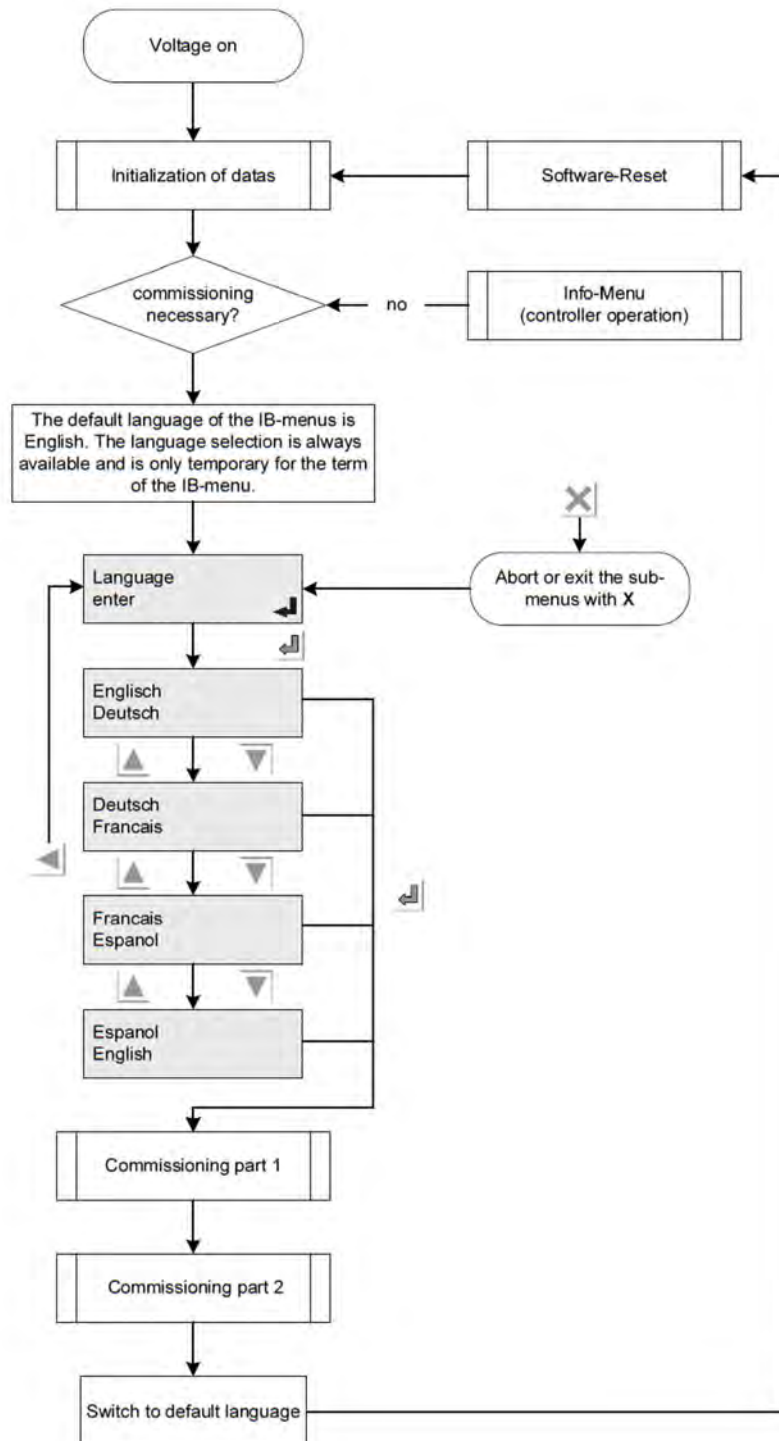 Voltage on
Initialization of datas
Software-Reset
commissioning
necessary?
no
Info-Menu
(controller operation)
The default language of the IB-menus is
English. The language selection is always
available and is only temporary for the term
of the IB-menu.
Language
enter
Abort or exit the sub-
menus with X
Englisch
Deutsch
Deutsch
Francais
Francais
Espanol
Espanol
English
Commissioning part 1
Commissioning part 2
Switch to default language